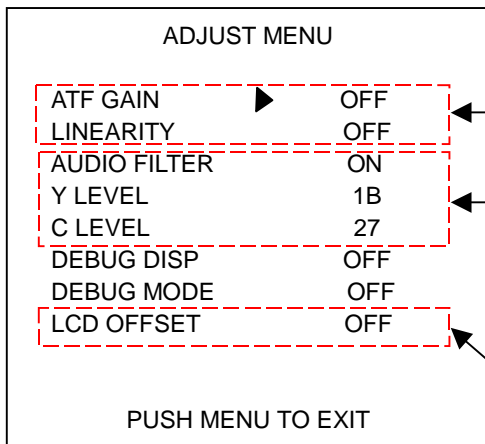 ADJUST MENU
ATF GAIN ▶ OFF
LINEARITY OFF
AUDIO FILTER ON
Y LEVEL 1B
C LEVEL 27
DEBUG DISP OFF
DEBUG MODE OFF
LCD OFFSET OFF
PUSH MENU TO EXIT